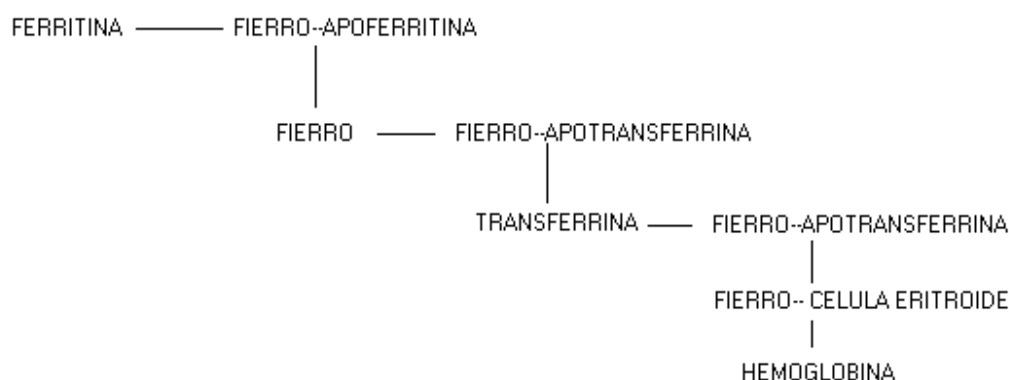 FERRITINA FIERRO--APOFERRITINA
FIERRO FIERRO--APOTRANSFERRINA
TRANSFERRINA FIERRO--APOTRANSFERRINA
FIERRO-- CELULA ERITROIDE
HEMOGLOBINA